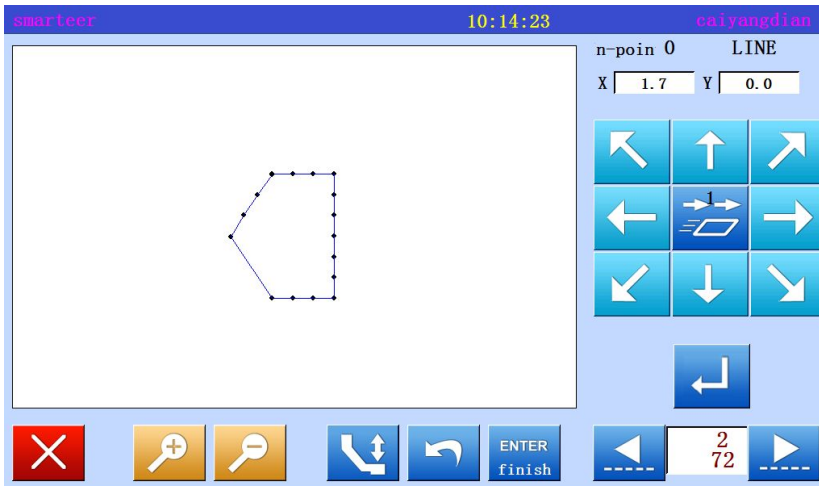 smarteer 10:14:23 caiyangdian
n-poin 0 LINE
X 1.7 Y 0.0
1
ENTER
finish
2
72